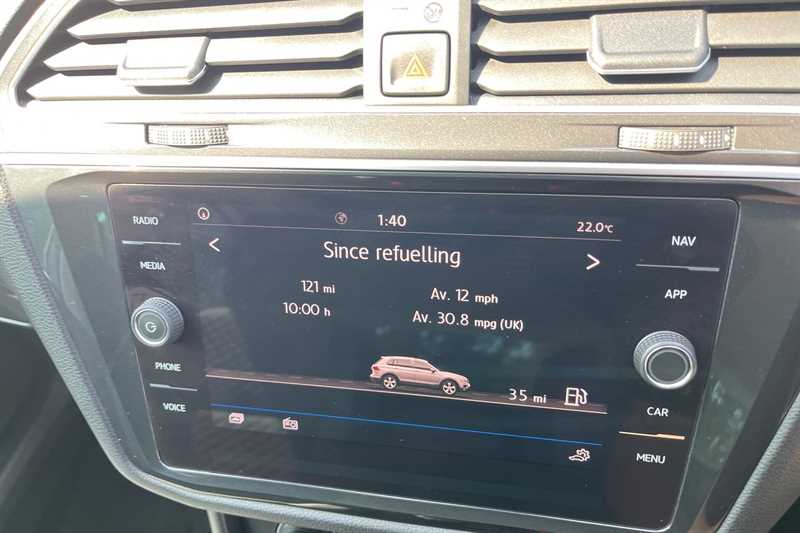 RADIO
MEDIA
PHONE
VOICE
1:40
22.0°C
<
Since refuelling
>
121 mi
10:00 h
Av. 12 mph
Av. 30.8 mpg (UK)
35 mi
NAV
APP
CAR
MENU